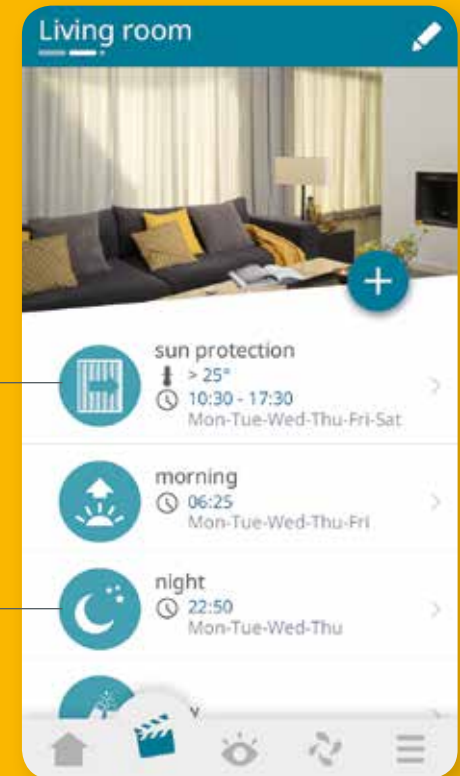 Living room
sun protection
> 25°
10:30 - 17:30
Mon-Tue-Wed-Thu-Fri-Sat
morning
06:25
Mon-Tue-Wed-Thu-Fri
night
22:50
Mon-Tue-Wed-Thu